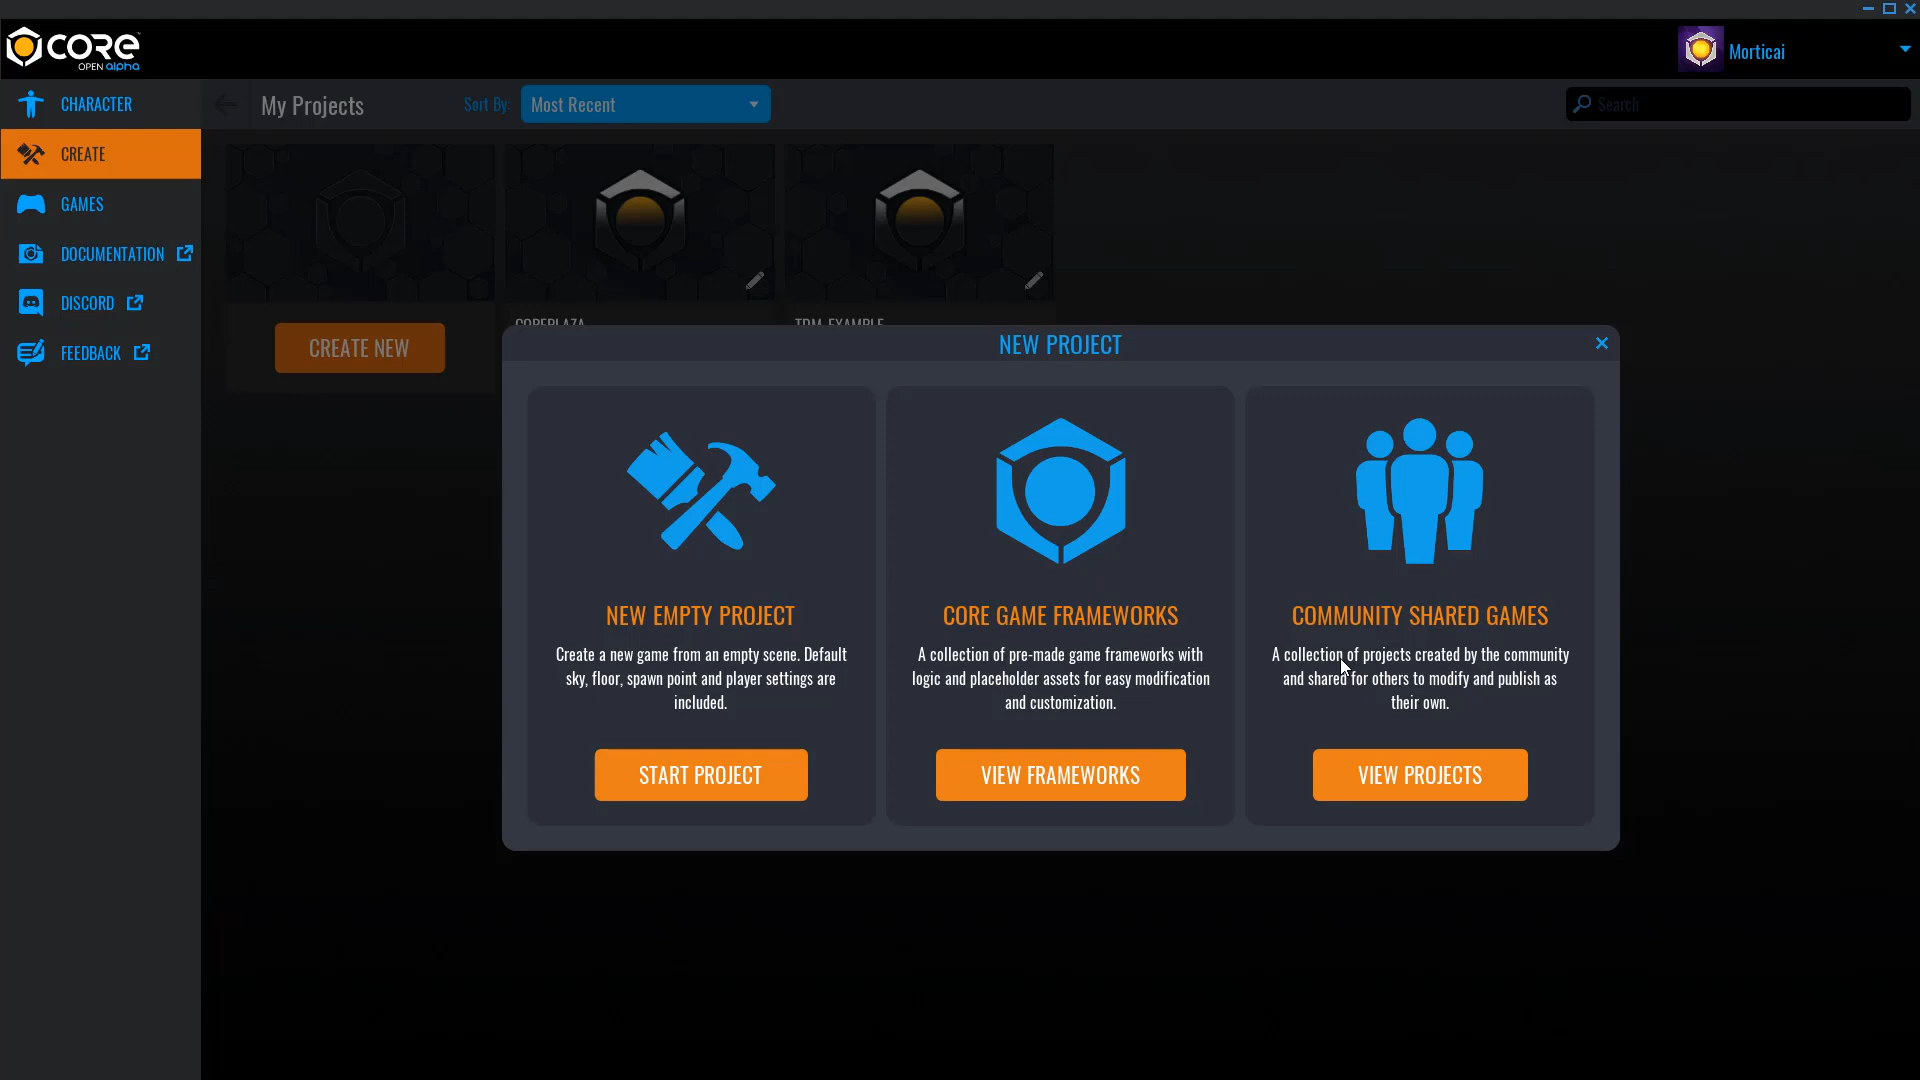 CORE
OPEN alpha
Morticai
CHARACTER
CREATE
GAMES
DOCUMENTATION
DISCORD
FEEDBACK
My Projects
Sort By:
Most Recent
Search
CREATE NEW
COREPLAZA
TDM_EXAMPLE
NEW PROJECT
NEW EMPTY PROJECT
Create a new game from an empty scene. Default
sky, floor, spawn point and player settings are
included.
START PROJECT
CORE GAME FRAMEWORKS
A collection of pre-made game frameworks with
logic and placeholder assets for easy modification
and customization.
VIEW FRAMEWORKS
COMMUNITY SHARED GAMES
A collection of projects created by the community
and shared for others to modify and publish as
their own.
VIEW PROJECTS